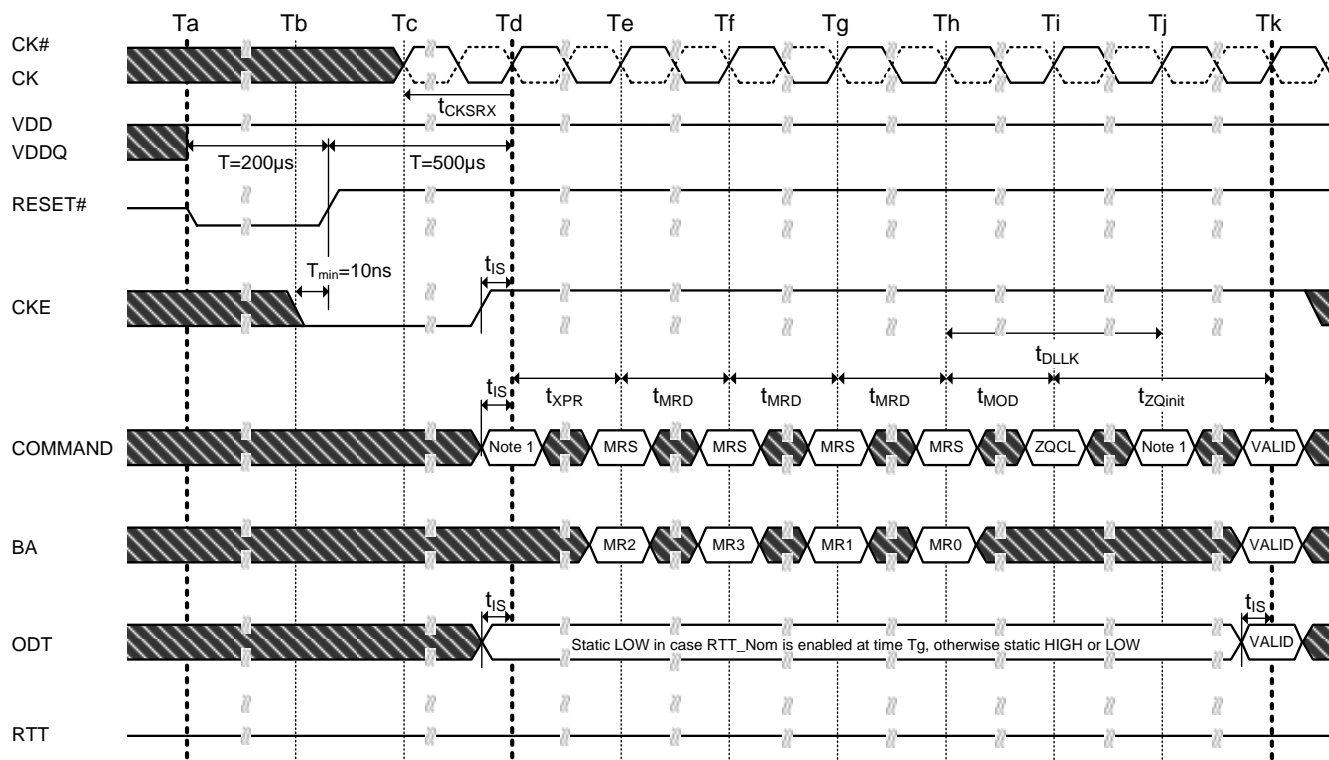 Ta Tb Tc Td Te Tf Tg Th Ti Tj Tk
CK#
CK
tCKSRX
VDD
VDDQ
T=200µs T=500µs
RESET#
Tmin=10ns tIS
CKE
tDLLK
tIS tXPR tMRD tMRD tMRD tMOD tZQinit
COMMAND Note 1 MRS MRS MRS MRS ZQCL Note 1 VALID
BA MR2 MR3 MR1 MR0 VALID
tIS tIS
ODT Static LOW in case RTT_Nom is enabled at time Tg, otherwise static HIGH or LOW VALID
RTT